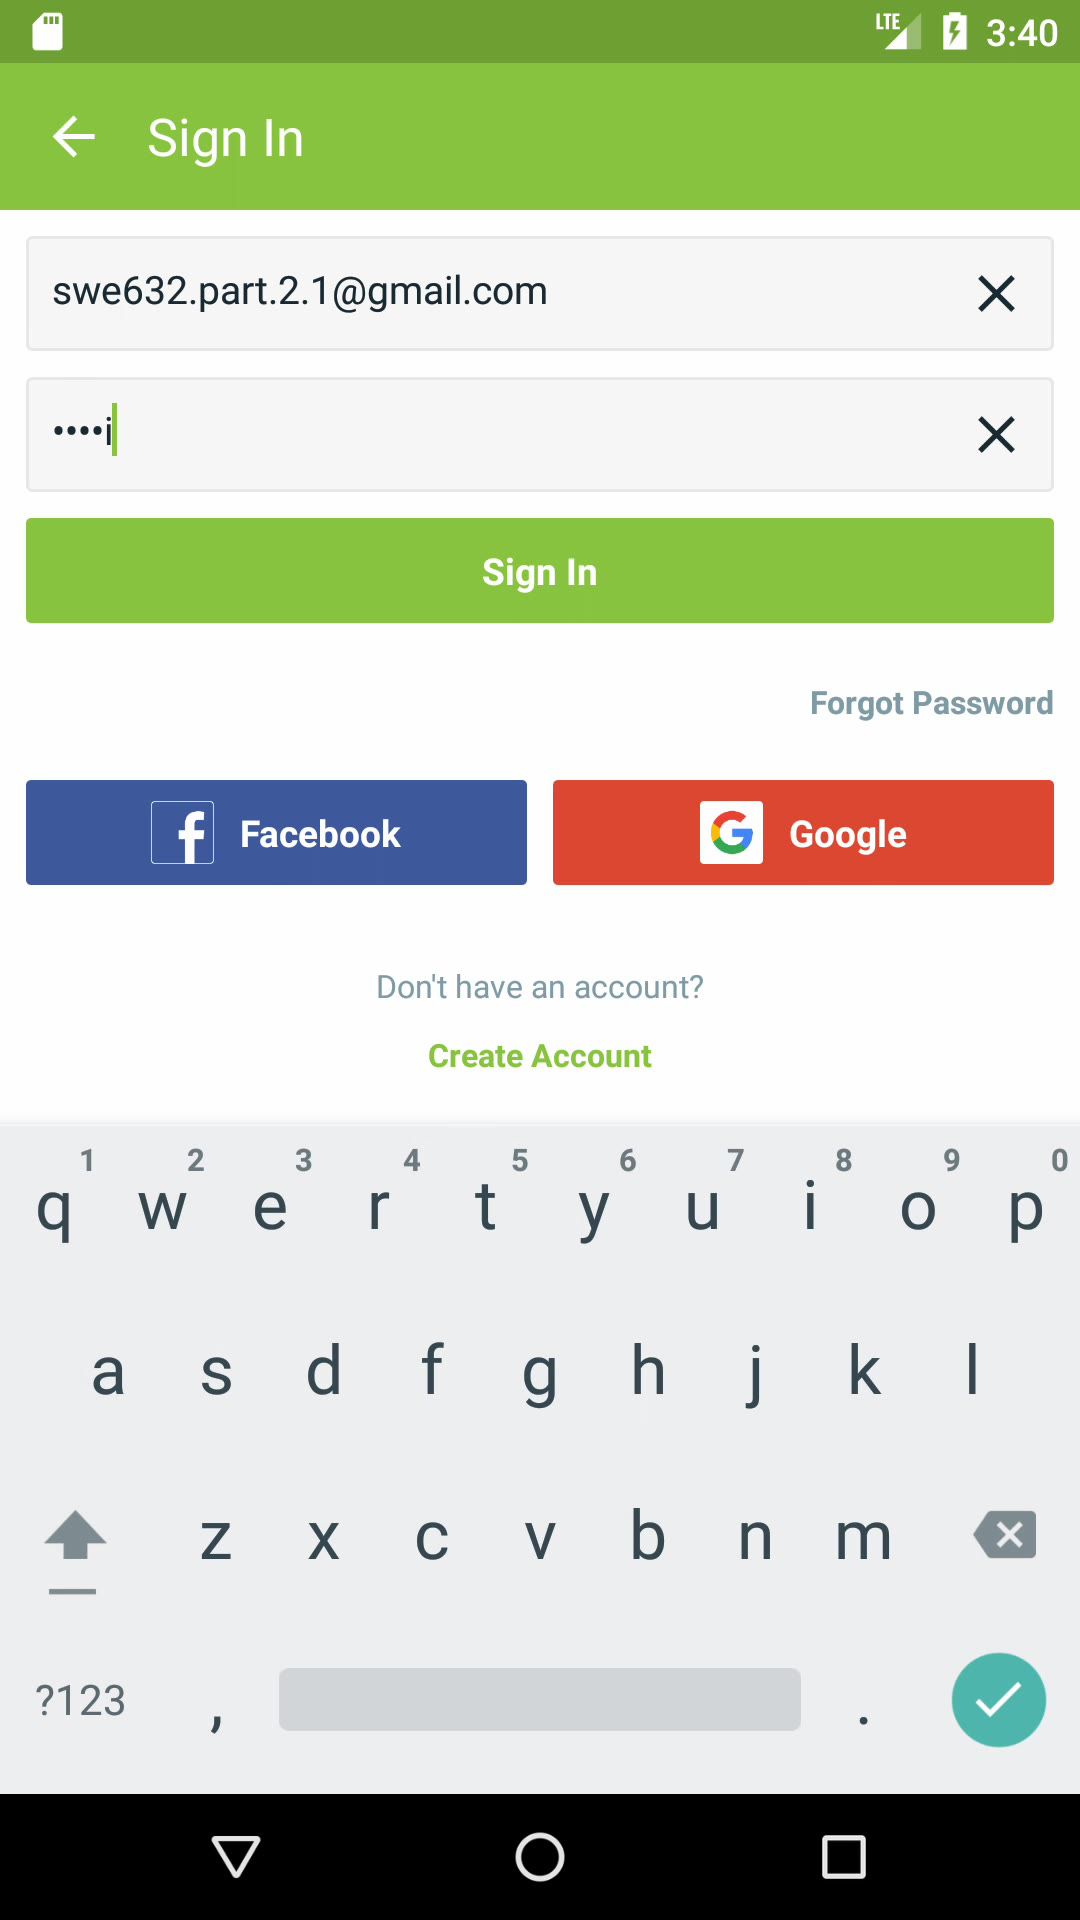 LTE 3:40
Sign In
swe632.part.2.1@gmail.com
••••i
Sign In
Forgot Password
Facebook Google
Don't have an account?
Create Account
1 2 3 4 5 6 7 8 9 0
q w e r t y u i o p
a s d f g h j k l
z x c v b n m
?123 , .